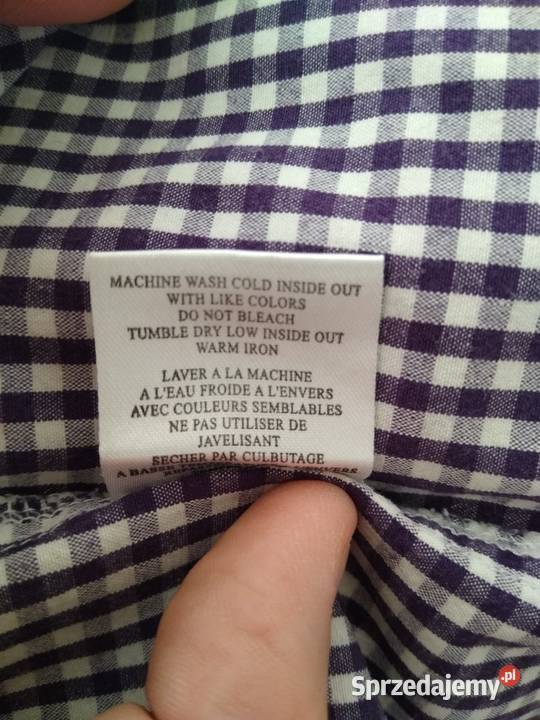 MACHINE WASH COLD INSIDE OUT
WITH LIKE COLORS
DO NOT BLEACH
TUMBLE DRY LOW INSIDE OUT
WARM IRON
LAVER A LA MACHINE
A L'EAU FROIDE A L'ENVERS
AVEC COULEURS SEMBLABLES
NE PAS UTILISER DE
JAVELISANT
SECHER PAR CULBUTAGE
A BASSE
Sprzedajemy.pl